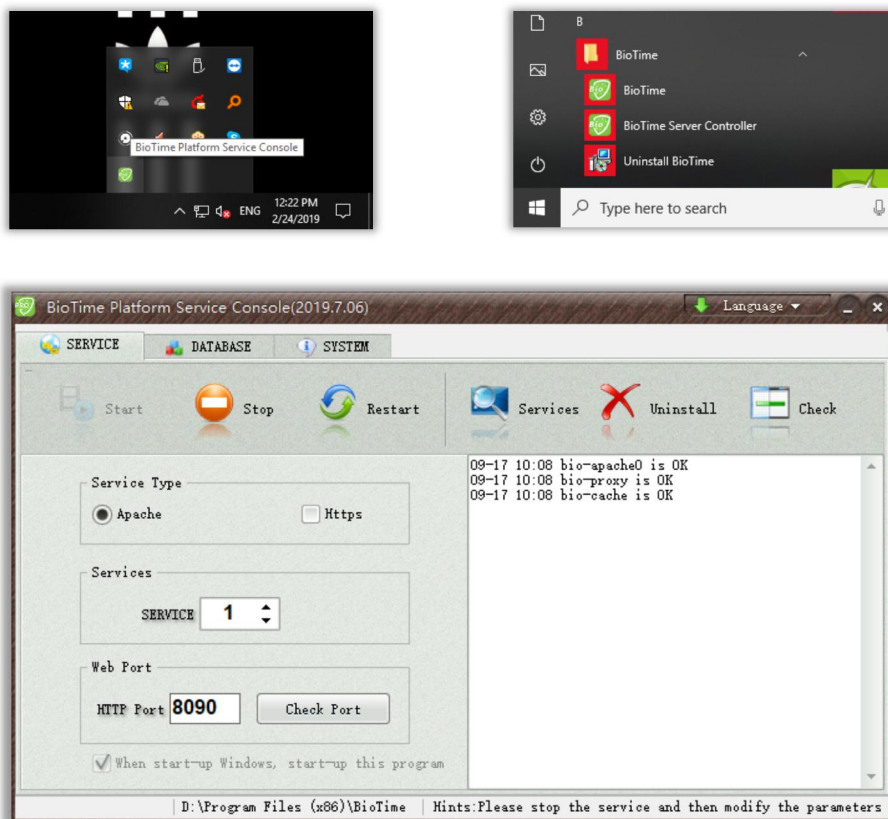 BioTime Platform Service Console
12:22 PM
ENG
2/24/2019
B
BioTime
BioTime
BioTime Server Controller
Uninstall BioTime
Type here to search
BioTime Platform Service Console(2019.7.06)
Language
SERVICE DATABASE SYSTEM
Start Stop Restart Services Uninstall Check
09-17 10:08 bio-apache0 is OK
09-17 10:08 bio-proxy is OK
09-17 10:08 bio-cache is OK
Service Type
Apache Https
Services
SERVICE 1
Web Port
HTTP Port 8090 Check Port
When start-up Windows, start-up this program
D:\Program Files (x86)\BioTime Hints:Please stop the service and then modify the parameters